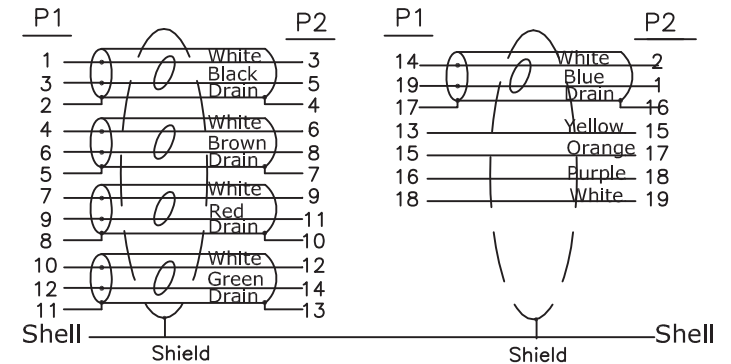 P1 P2
1 White 3
3 Black 5
2 Drain 4
4 White 6
6 Brown 8
5 Drain 7
7 White 9
9 Red 11
8 Drain 10
10 White 12
12 Green 14
11 Drain 13
P1 P2
14 White 2
19 Blue 1
17 Drain 16
13 Yellow 15
15 Orange 17
16 Purple 18
18 White 19
Shell Shell
Shield Shield